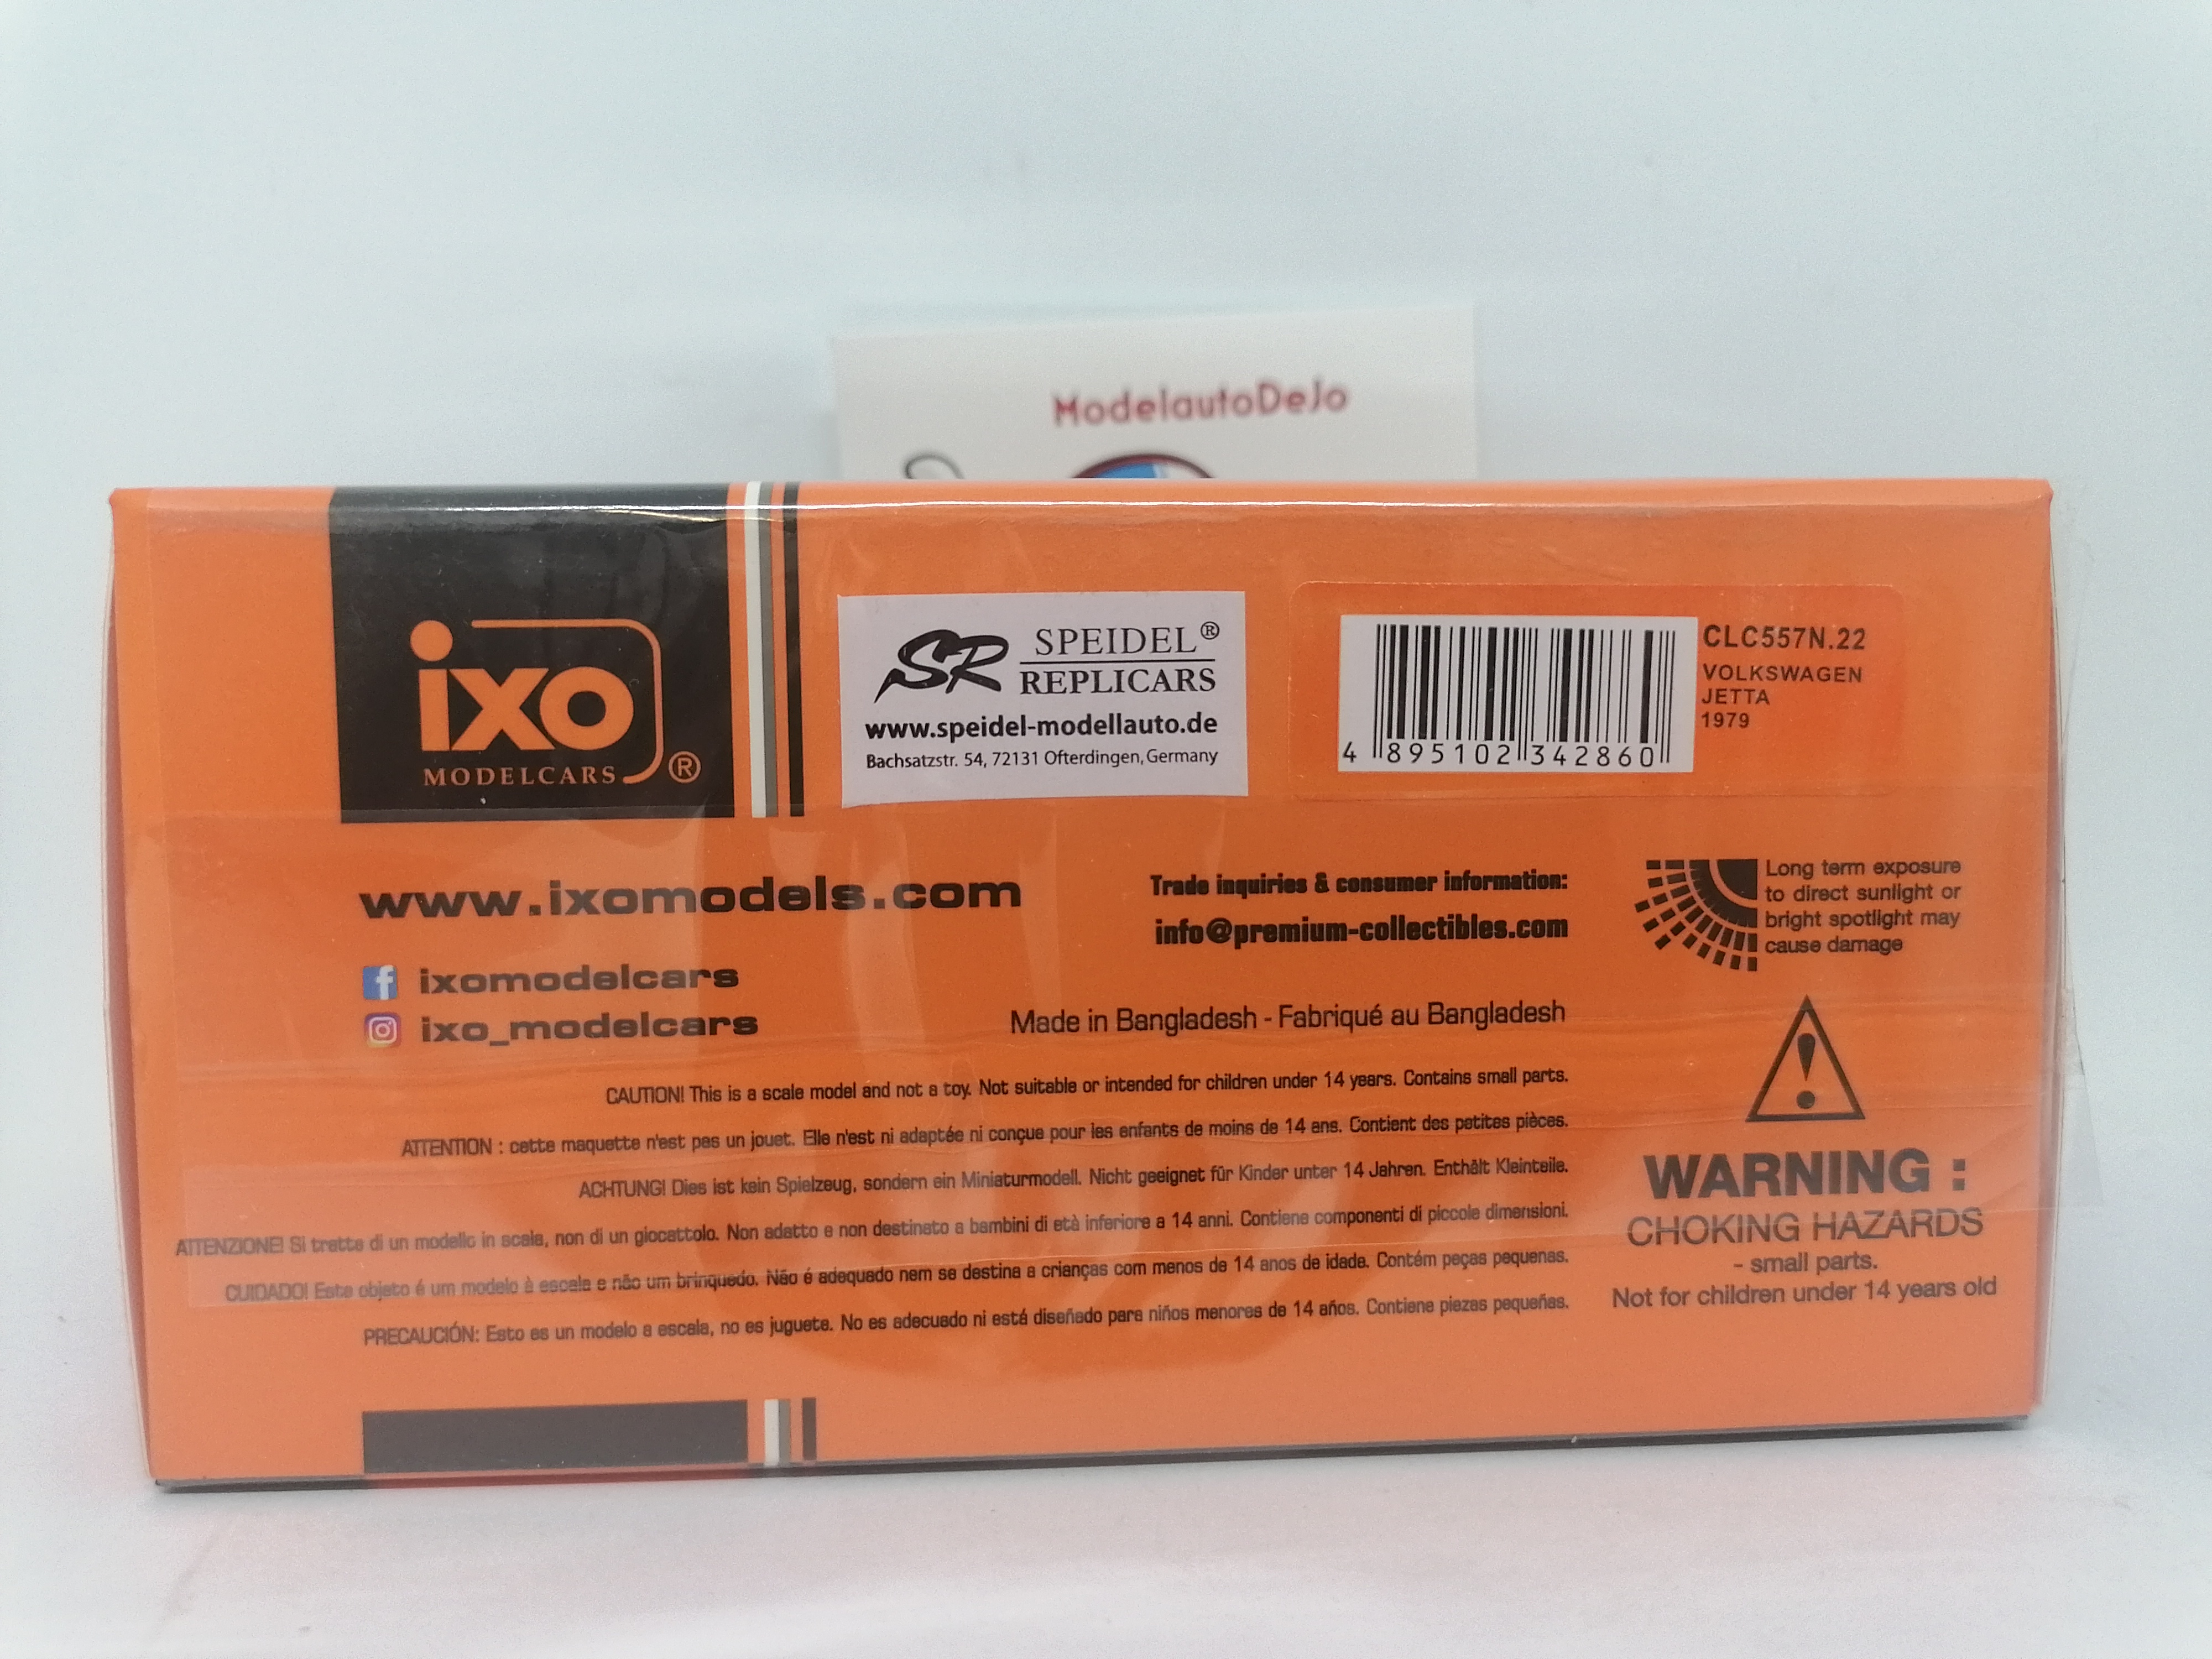 ModelautoDeJo
ixo
MODELCARS ®
SR SPEIDEL®
REPLICARS
www.speidel-modellauto.de
Bachsatzstr. 54, 72131 Ofterdingen, Germany
4 895102 342860
CLC557N.22
VOLKSWAGEN
JETTA
1979
www.ixomodels.com
ixomodelcars
ixo_modelcars
Trade inquiries & consumer information:
info@premium-collectibles.com
Made in Bangladesh - Fabriqué au Bangladesh
Long term exposure
to direct sunlight or
bright spotlight may
cause damage
CAUTION! This is a scale model and not a toy. Not suitable or intended for children under 14 years. Contains small parts.
ATTENTION : cette maquette n'est pas un jouet. Elle n'est ni adaptée ni conçue pour les enfants de moins de 14 ans. Contient des petites pièces.
ACHTUNG! Dies ist kein Spielzeug, sondern ein Miniaturmodell. Nicht geeignet für Kinder unter 14 Jahren. Enthält Kleinteile.
ATTENZIONE! Si tratta di un modello in scala, non di un giocattolo. Non adatto e non destinato a bambini di età inferiore a 14 anni. Contiene componenti di piccole dimensioni.
CUIDADO! Este objeto é um modelo à escala e não um brinquedo. Não é adequado nem se destina a crianças com menos de 14 anos de idade. Contém peças pequenas.
PRECAUCIÓN: Esto es un modelo a escala, no es juguete. No es adecuado ni está diseñado para niños menores de 14 años. Contiene piezas pequeñas.
WARNING :
CHOKING HAZARDS
- small parts.
Not for children under 14 years old